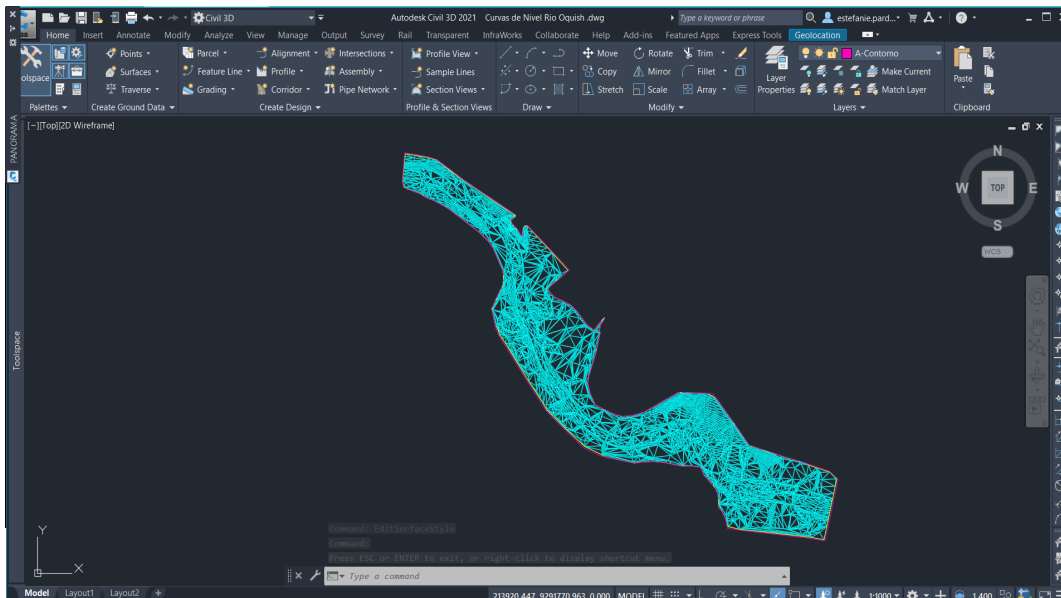 Civil 3D
Autodesk Civil 3D 2021 Curvas de Nivel Rio Oquish .dwg
Type a keyword or phrase
estefanie.pard...
Home Insert Annotate Modify Analyze View Manage Output Survey Rail Transparent InfraWorks Collaborate Help Add-ins Featured Apps Express Tools Geolocation
Points Parcel Alignment Intersections Profile View Move Rotate Trim A-Contorno
Surfaces Feature Line Profile Assembly Sample Lines Copy Mirror Fillet Make Current
Traverse Grading Corridor Pipe Network Section Views Stretch Scale Array Match Layer
Layer Properties
Paste
Palettes Create Ground Data Create Design Profile & Section Views Draw Modify Layers Clipboard
[−][Top][2D Wireframe]
PANORAMA
N
W TOP E
S
WCS
Toolspace
Y
X
Command: EditSurfaceStyle
Command:
Press ESC or ENTER to exit, or right-click to display shortcut menu.
Type a command
Model Layout1 Layout2 +
213920.447, 9291770.963, 0.000 MODEL 1:1000 1.400